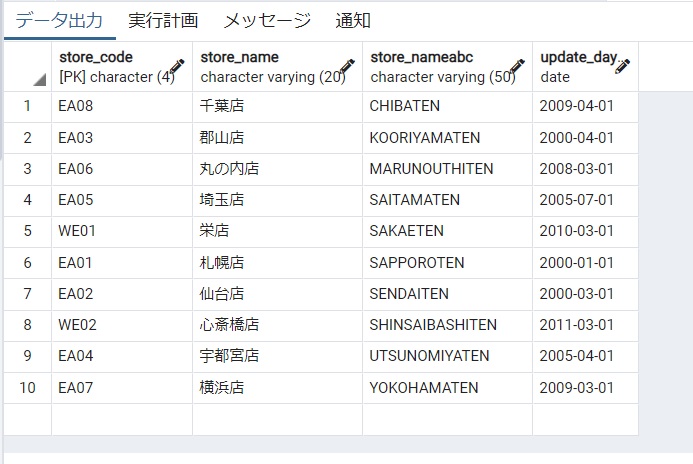 データ出力 実行計画 メッセージ 通知
store_code store_name store_nameabc update_day
[PK] character (4) character varying (20) character varying (50) date
1 EA08 千葉店 CHIBATEN 2009-04-01
2 EA03 郡山店 KOORIYAMATEN 2000-04-01
3 EA06 丸の内店 MARUNOUTHITEN 2008-03-01
4 EA05 埼玉店 SAITAMATEN 2005-07-01
5 WE01 栄店 SAKAETEN 2010-03-01
6 EA01 札幌店 SAPPOROTEN 2000-01-01
7 EA02 仙台店 SENDAITEN 2000-03-01
8 WE02 心斎橋店 SHINSAIBASHITEN 2011-03-01
9 EA04 宇都宮店 UTSUNOMIYATEN 2005-04-01
10 EA07 横浜店 YOKOHAMATEN 2009-03-01